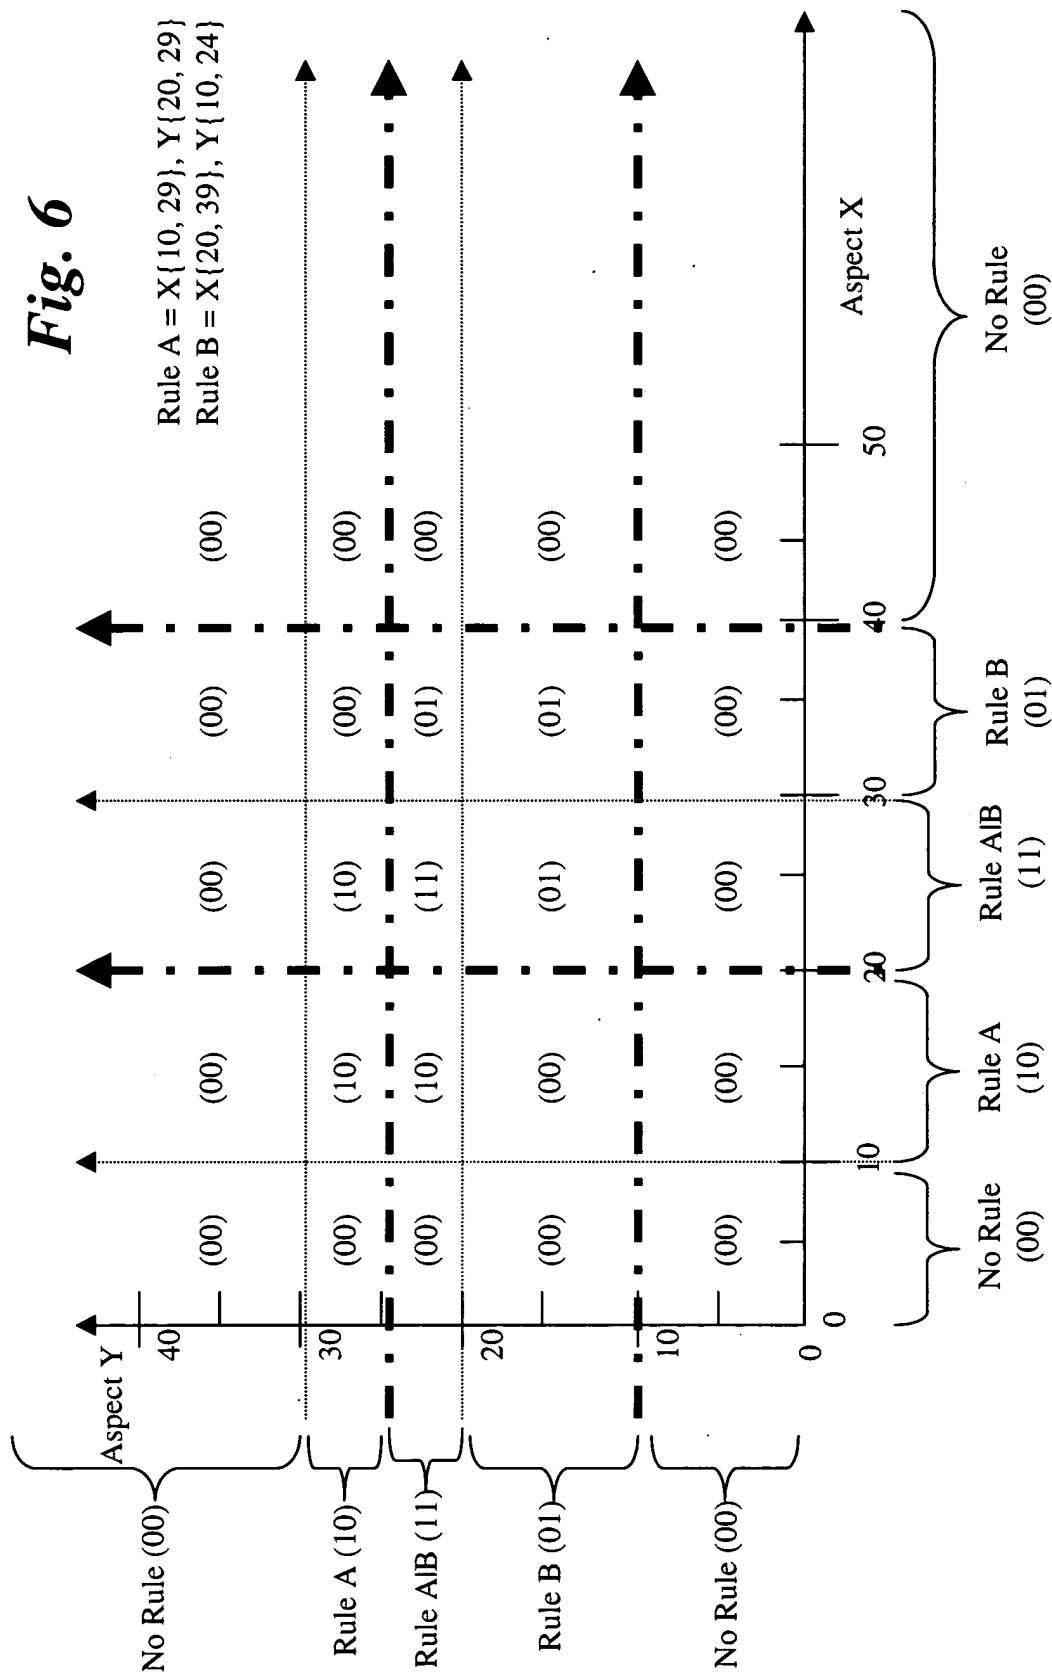 Fig. 6
Rule A = X{10, 29}, Y{20, 29}
Rule B = X{20, 39}, Y{10, 24}
Aspect Y
No Rule (00)
40
(00) (00) (00) (00) (00)
30
Rule A (10)
(00) (10) (10) (00) (00)
Rule A|B (11)
(00) (10) (11) (01) (00)
20
Rule B (01)
(00) (00) (01) (01) (00)
10
No Rule (00)
(00) (00) (00) (00) (00)
0
0 10 20 30 40 50
Aspect X
No Rule
(00)
Rule A
(10)
Rule A|B
(11)
Rule B
(01)
No Rule
(00)